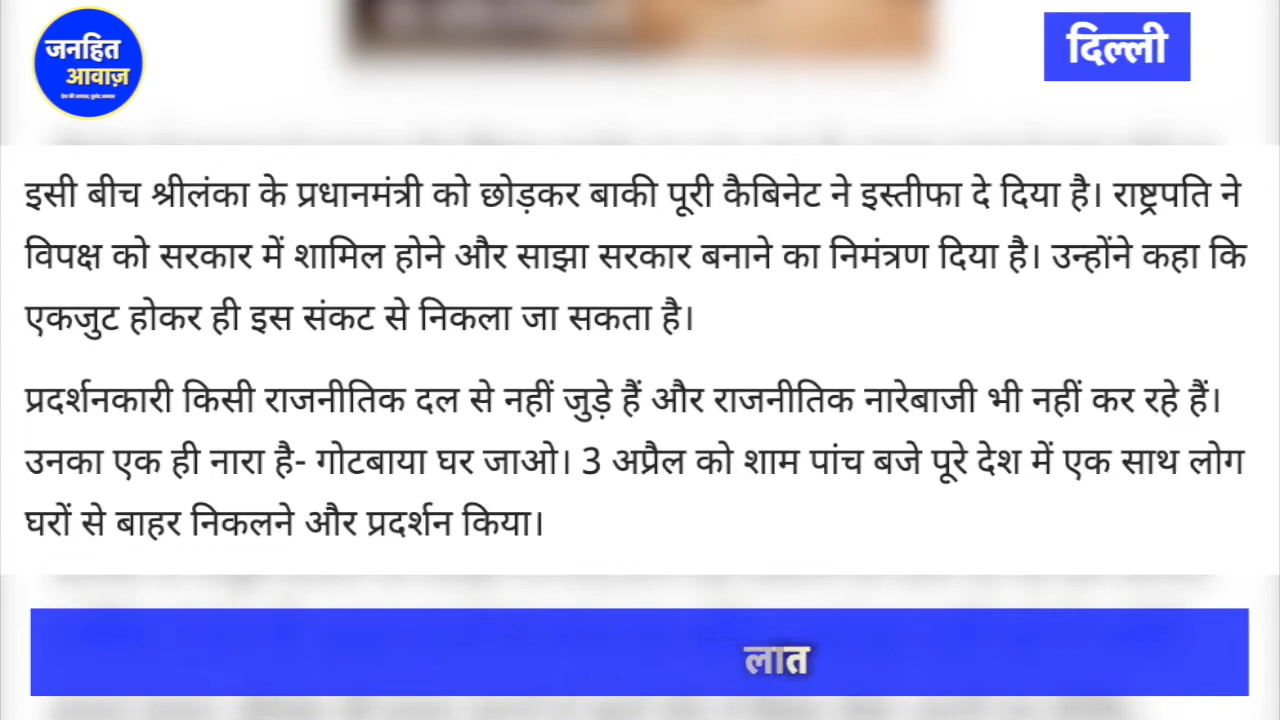 जनहित
आवाज़
दिल्ली
इसी बीच श्रीलंका के प्रधानमंत्री को छोड़कर बाकी पूरी कैबिनेट ने इस्तीफा दे दिया है। राष्ट्रपति ने
विपक्ष को सरकार में शामिल होने और साझा सरकार बनाने का निमंत्रण दिया है। उन्होंने कहा कि
एकजुट होकर ही इस संकट से निकला जा सकता है।
प्रदर्शनकारी किसी राजनीतिक दल से नहीं जुड़े हैं और राजनीतिक नारेबाजी भी नहीं कर रहे हैं।
उनका एक ही नारा है- गोटबाया घर जाओ। 3 अप्रैल को शाम पांच बजे पूरे देश में एक साथ लोग
घरों से बाहर निकलने और प्रदर्शन किया।
लात